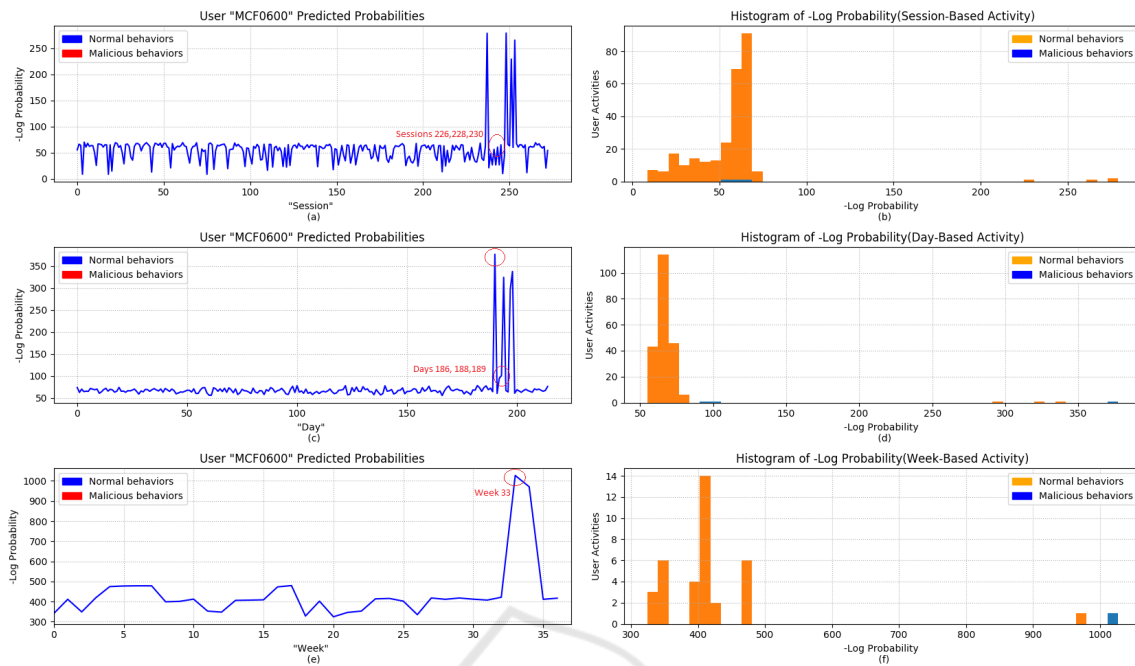 User "MCF0600" Predicted Probabilities
-Log Probability
250
200
150
100
50
0
Normal behaviors
Malicious behaviors
Sessions 226,228,230
0 50 100 150 200 250
"Session"
(a)
Histogram of -Log Probability(Session-Based Activity)
User Activities
80
60
40
20
0
Normal behaviors
Malicious behaviors
0 50 100 150 200 250
-Log Probability
(b)
User "MCF0600" Predicted Probabilities
-Log Probability
350
300
250
200
150
100
50
Normal behaviors
Malicious behaviors
Days 186, 188,189
0 50 100 150 200
"Day"
(c)
Histogram of -Log Probability(Day-Based Activity)
User Activities
100
80
60
40
20
0
Normal behaviors
Malicious behaviors
50 100 150 200 250 300 350
-Log Probability
(d)
User "MCF0600" Predicted Probabilities
-Log Probability
1000
900
800
700
600
500
400
300
Normal behaviors
Malicious behaviors
Week 33
0 5 10 15 20 25 30 35
"Week"
(e)
Histogram of -Log Probability(Week-Based Activity)
User Activities
14
12
10
8
6
4
2
0
Normal behaviors
Malicious behaviors
300 400 500 600 700 800 900 1000
-Log Probability
(f)